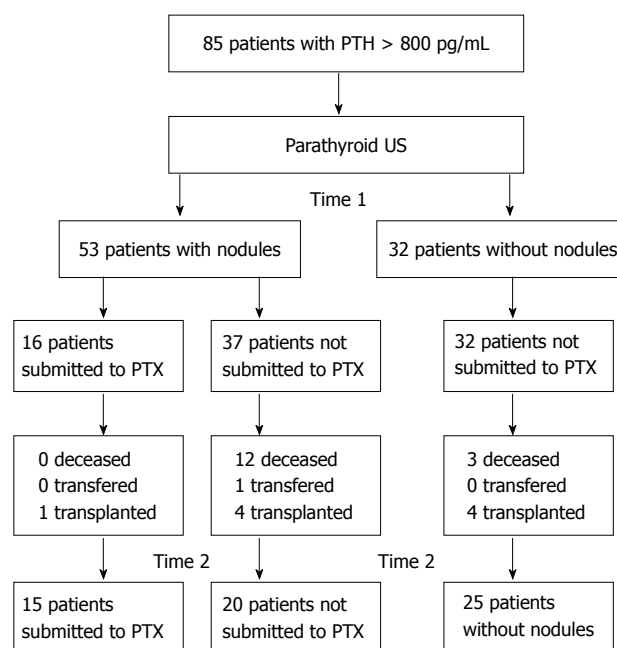 85 patients with PTH > 800 pg/mL
Parathyroid US
Time 1
53 patients with nodules
32 patients without nodules
16 patients
submitted to PTX
37 patients not
submitted to PTX
32 patients not
submitted to PTX
0 deceased
0 transfered
1 transplanted
12 deceased
1 transfered
4 transplanted
3 deceased
0 transfered
4 transplanted
Time 2
Time 2
15 patients
submitted to PTX
20 patients not
submitted to PTX
25 patients
without nodules